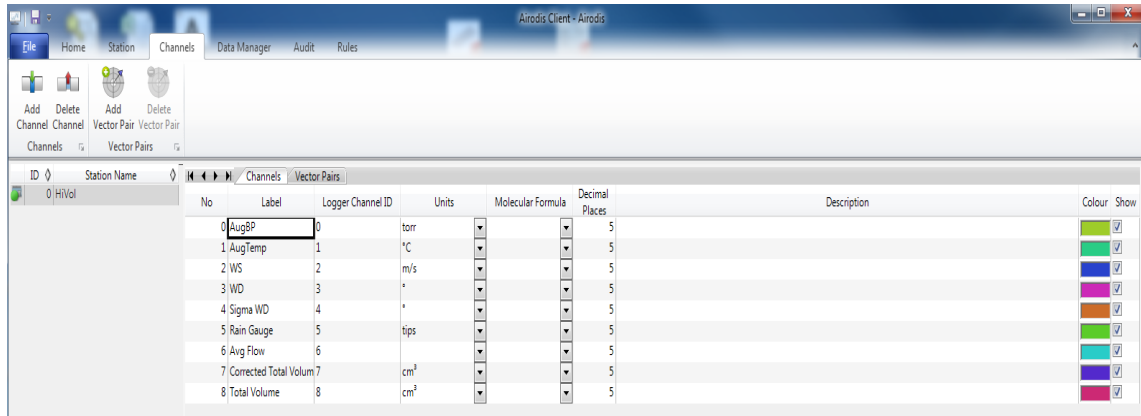 Airodis Client - Airodis
File Home Station Channels Data Manager Audit Rules
Add Channel Delete Channel Add Vector Pair Delete Vector Pair
Channels Vector Pairs
ID Station Name
0 HiVol
Channels Vector Pairs
No Label Logger Channel ID Units Molecular Formula Decimal Places Description Colour Show
0 AugBP 0 torr 5
1 AugTemp 1 °C 5
2 WS 2 m/s 5
3 WD 3 ° 5
4 Sigma WD 4 ° 5
5 Rain Gauge 5 tips 5
6 Avg Flow 6 5
7 Corrected Total Volum 7 cm³ 5
8 Total Volume 8 cm³ 5